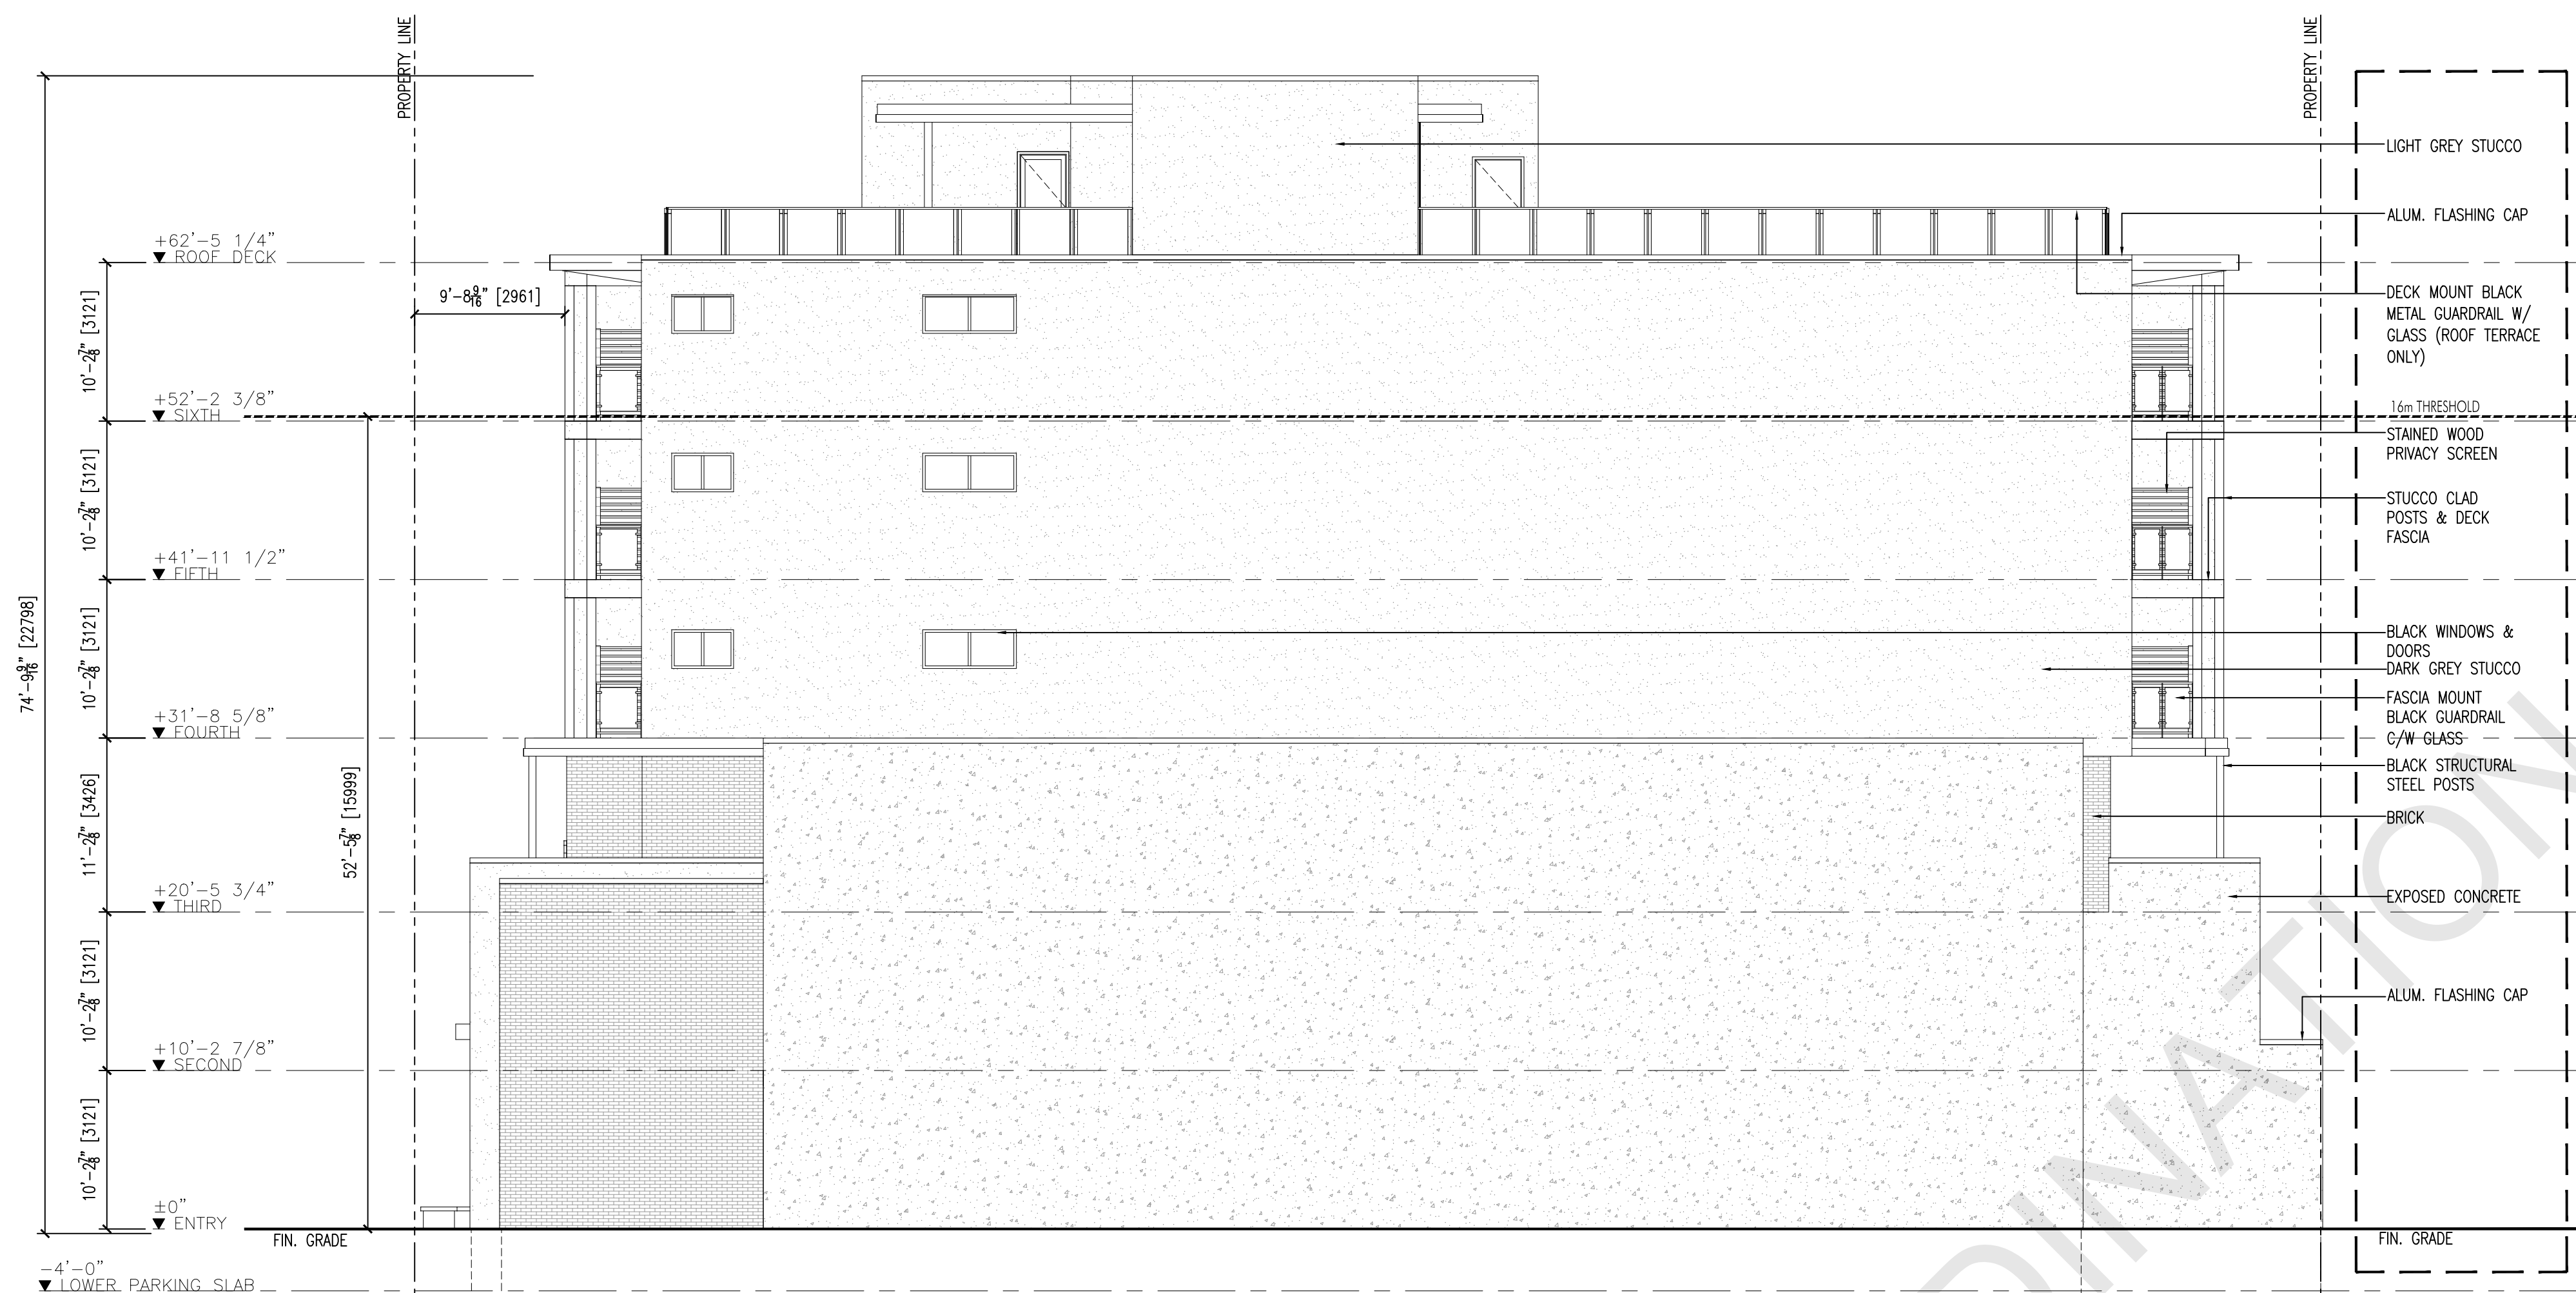 PROPERTY LINE
PROPERTY LINE
LIGHT GREY STUCCO
ALUM. FLASHING CAP
+62'-5 1/4"
ROOF DECK
9'-8 9/16" [2961]
DECK MOUNT BLACK
METAL GUARDRAIL W/
GLASS (ROOF TERRACE
ONLY)
10'-2 7/8" [3121]
+52'-2 3/8"
SIXTH
16m THRESHOLD
STAINED WOOD
PRIVACY SCREEN
10'-2 7/8" [3121]
STUCCO CLAD
POSTS & DECK
FASCIA
+41'-11 1/2"
FIFTH
74'-9 9/16" [22798]
10'-2 7/8" [3121]
BLACK WINDOWS &
DOORS
DARK GREY STUCCO
+31'-8 5/8"
FOURTH
FASCIA MOUNT
BLACK GUARDRAIL
C/W GLASS
BLACK STRUCTURAL
STEEL POSTS
11'-2 7/8" [3426]
52'-5 7/8" [15999]
BRICK
+20'-5 3/4"
THIRD
EXPOSED CONCRETE
10'-2 7/8" [3121]
ALUM. FLASHING CAP
+10'-2 7/8"
SECOND
10'-2 7/8" [3121]
±0"
ENTRY
FIN. GRADE
FIN. GRADE
-4'-0"
LOWER PARKING SLAB
DINATION